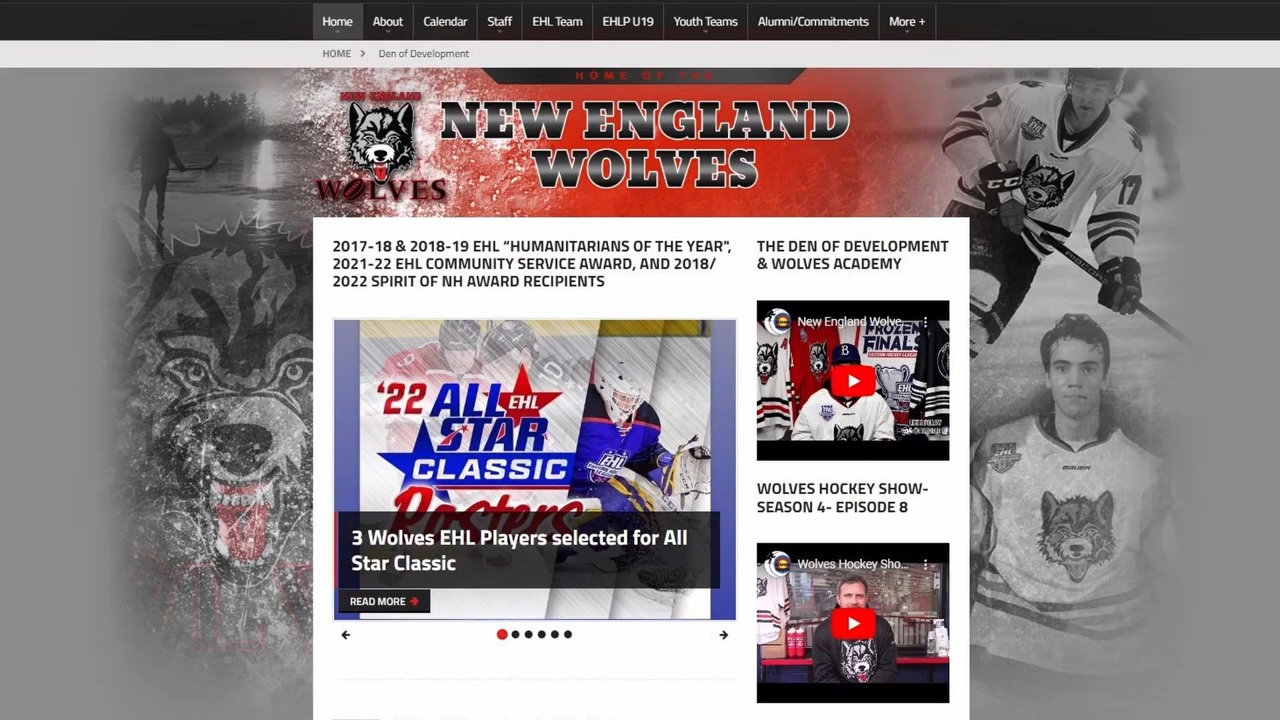 Home
About
Calendar
Staff
EHL Team
EHLP U19
Youth Teams
Alumni/Commitments
More +
HOME
Den of Development
HOME OF THE
NEW ENGLAND
WOLVES
NEW ENGLAND
WOLVES
17
2017-18 & 2018-19 EHL “HUMANITARIANS OF THE YEAR",
2021-22 EHL COMMUNITY SERVICE AWARD, AND 2018/
2022 SPIRIT OF NH AWARD RECIPIENTS
'22 ALL EHL
STAR
CLASSIC
Rosters
3 Wolves EHL Players selected for All
Star Classic
READ MORE
THE DEN OF DEVELOPMENT
& WOLVES ACADEMY
New England Wolve...
FROZEN
FINALS
B
WOLVES HOCKEY SHOW-
SEASON 4- EPISODE 8
Wolves Hockey Sho...
BAUER